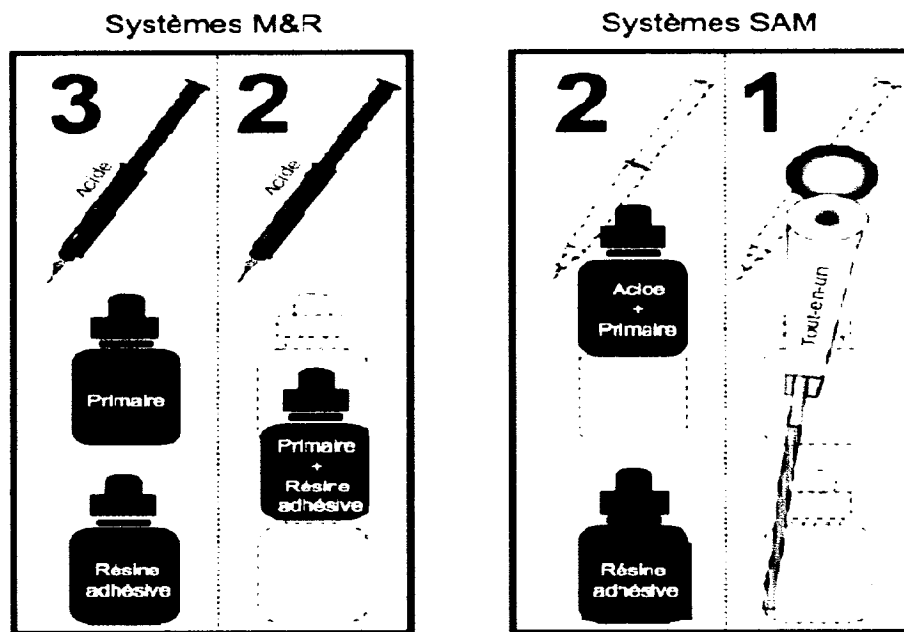 Systèmes M&R
Systèmes SAM
3
Acide
Primaire
Résine
adhésive
2
Acide
Primaire
+
Résine
adhésive
2
Acide
+
Primaire
Résine
adhésive
1
Tout-en-un